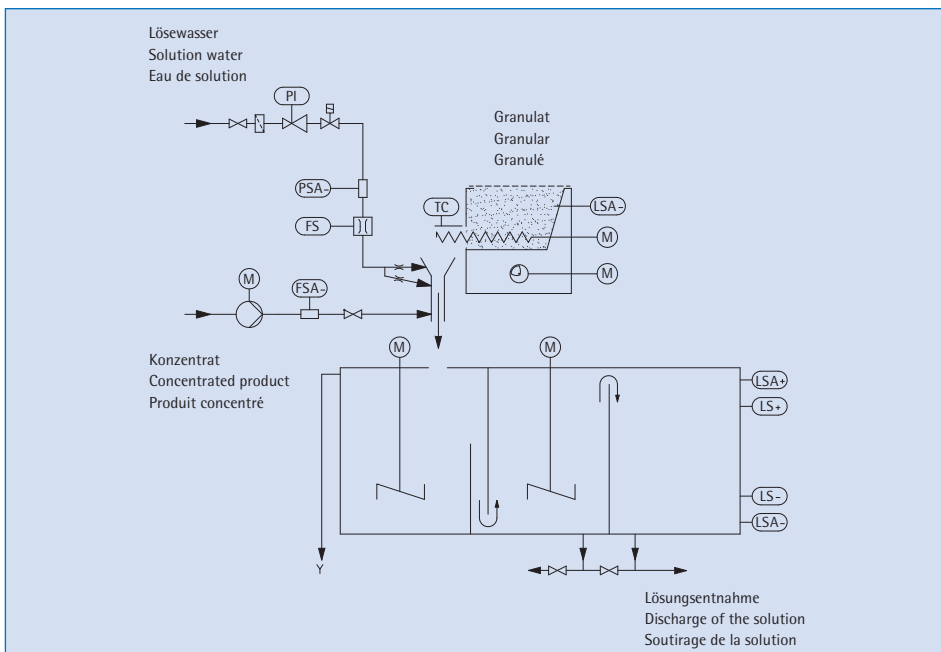 Lösewasser
Solution water
Eau de solution
PI
Granulat
Granular
Granulé
PSA-
TC
LSA-
FS
M
M
M
FSA-
Konzentrat
Concentrated product
Produit concentré
M
M
LSA+
LS+
LS-
LSA-
Lösungsentnahme
Discharge of the solution
Soutirage de la solution